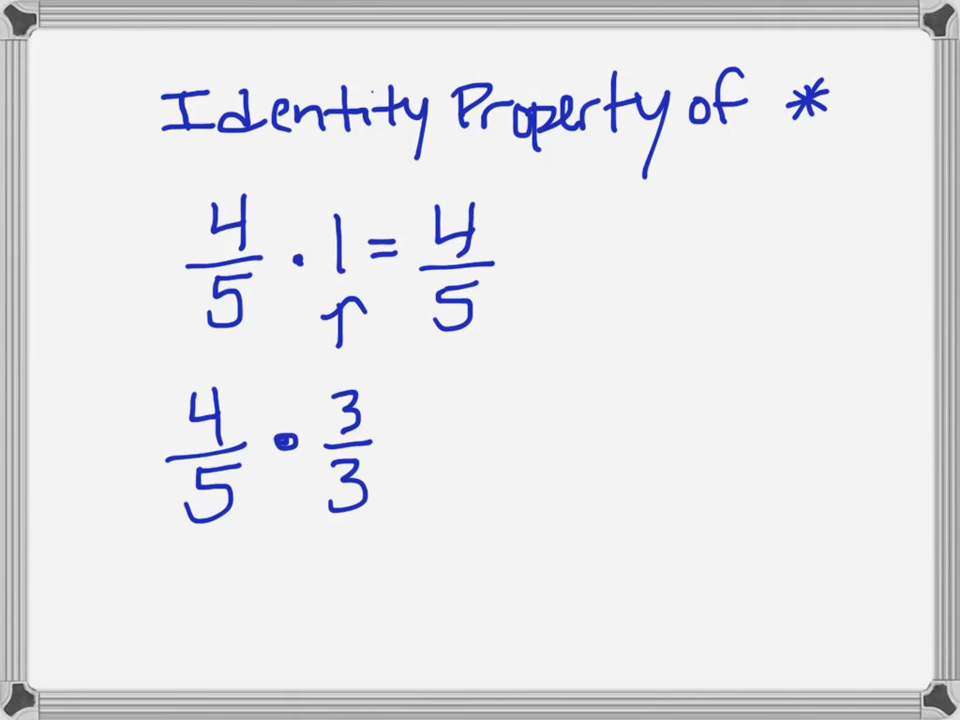 Identity Property of *
4/5 · 1 = 4/5
↑
4/5 · 3/3